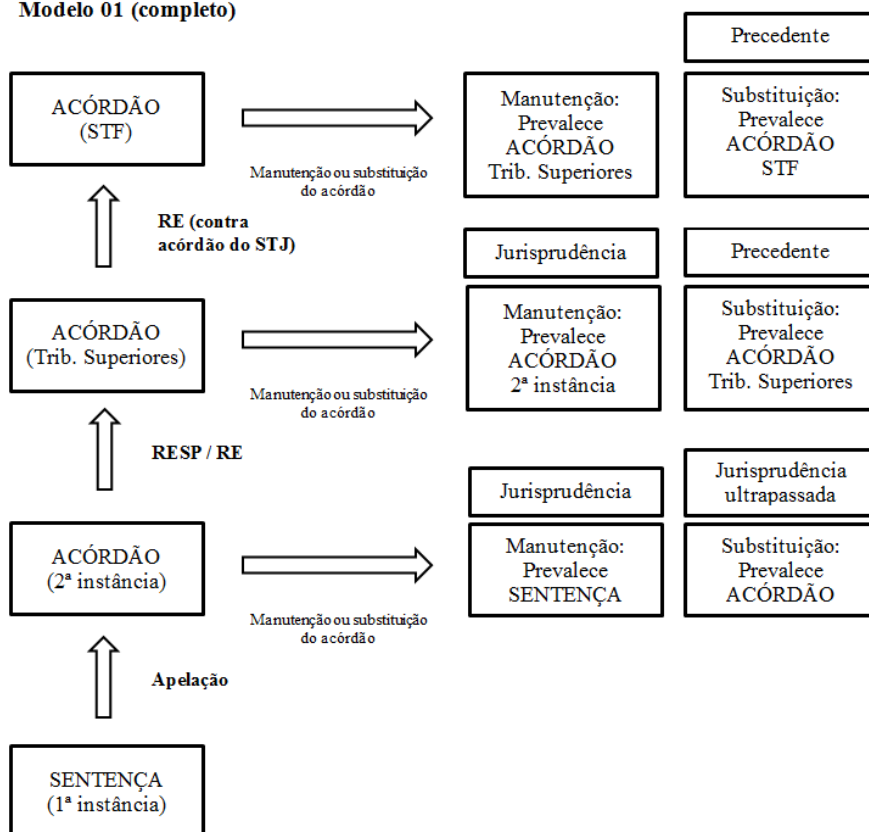 Modelo 01 (completo)
Precedente
ACÓRDÃO
(STF)
Manutenção ou substituição
do acórdão
Manutenção:
Prevalece
ACÓRDÃO
Trib. Superiores
Substituição:
Prevalece
ACÓRDÃO
STF
RE (contra
acórdão do STJ)
Jurisprudência
Precedente
ACÓRDÃO
(Trib. Superiores)
Manutenção ou substituição
do acórdão
Manutenção:
Prevalece
ACÓRDÃO
2ª instância
Substituição:
Prevalece
ACÓRDÃO
Trib. Superiores
RESP / RE
Jurisprudência
Jurisprudência
ultrapassada
ACÓRDÃO
(2ª instância)
Manutenção ou substituição
do acórdão
Manutenção:
Prevalece
SENTENÇA
Substituição:
Prevalece
ACÓRDÃO
Apelação
SENTENÇA
(1ª instância)